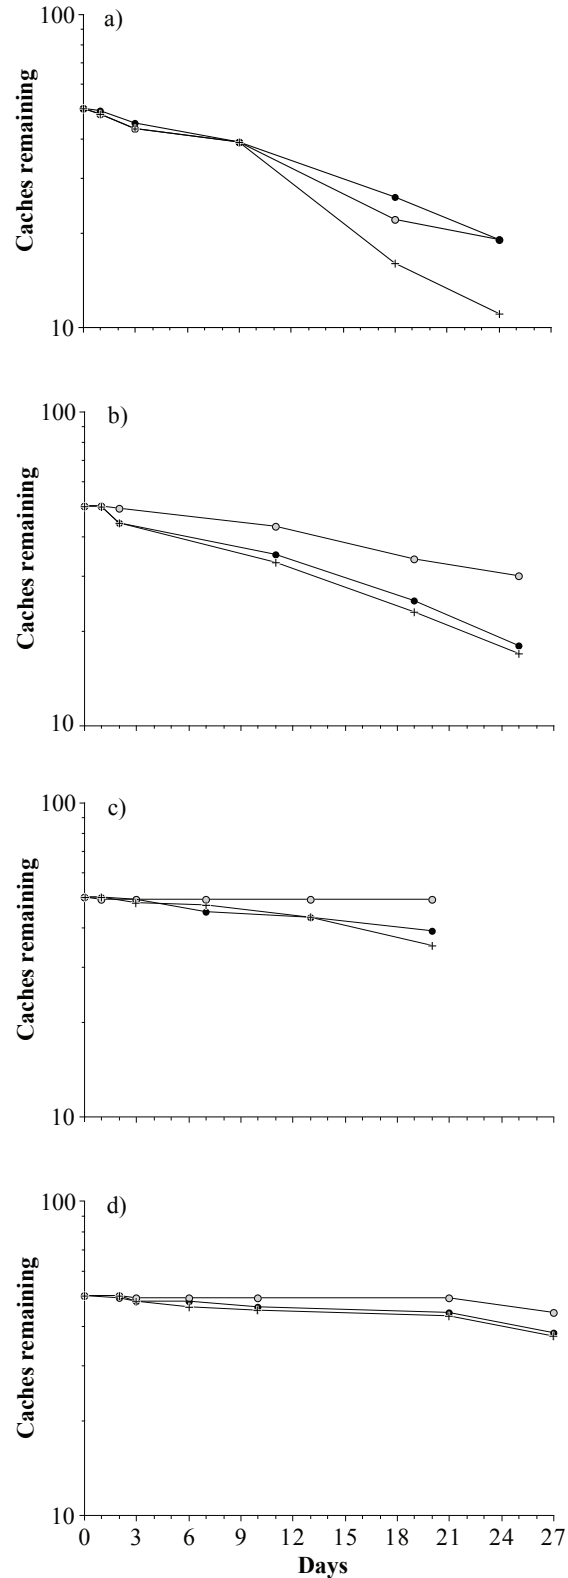 100
a)
Caches remaining
10
100
b)
Caches remaining
10
100
c)
Caches remaining
10
100
d)
Caches remaining
10
0 3 6 9 12 15 18 21 24 27
Days